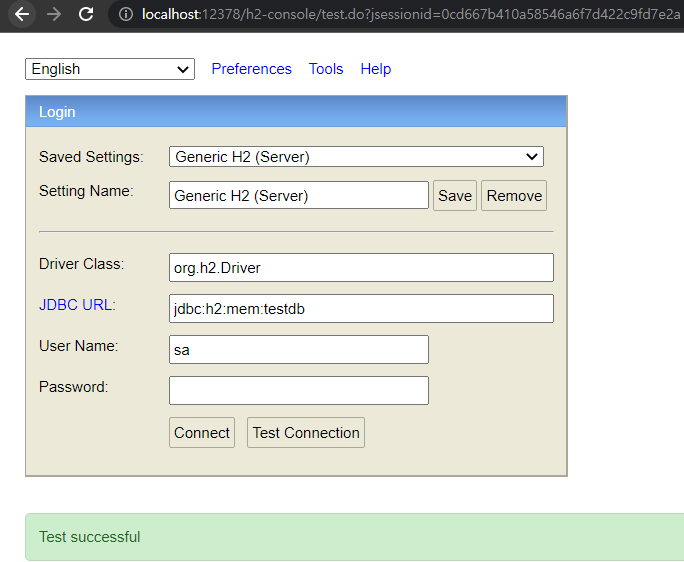 localhost:12378/h2-console/test.do?jsessionid=0cd667b410a58546a6f7d422c9fd7e2a
English Preferences Tools Help
Login
Saved Settings: Generic H2 (Server)
Setting Name: Generic H2 (Server) Save Remove
Driver Class: org.h2.Driver
JDBC URL: jdbc:h2:mem:testdb
User Name: sa
Password:
Connect Test Connection
Test successful